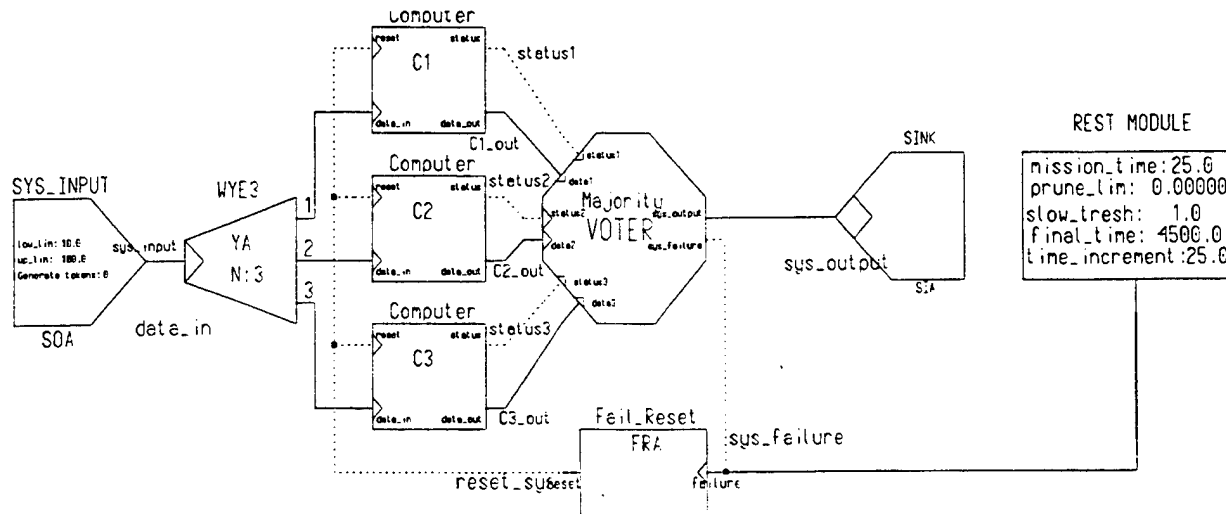 Computer
reset status
C1
data_in data_out
status1
C1_out
SYS_INPUT
low_lim: 10.0
up_lim: 100.0
Generate tokens:0
sys_input
SOA
data_in
WYE3
YA
N:3
1
2
3
Computer
reset status
C2
data_in data_out
status2
C2_out
Computer
reset status
C3
data_in data_out
status3
C3_out
status1
data1
Majority
VOTER
status2
data2
status3
data3
sys_output
sys_failure
SINK
sys_output
REST MODULE
mission_time:25.0
prune_lim: 0.00000
slow_tresh: 1.0
final_time: 4500.0
time_increment:25.0
Fail_Reset
FRA
reset_sys
failure
sys_failure